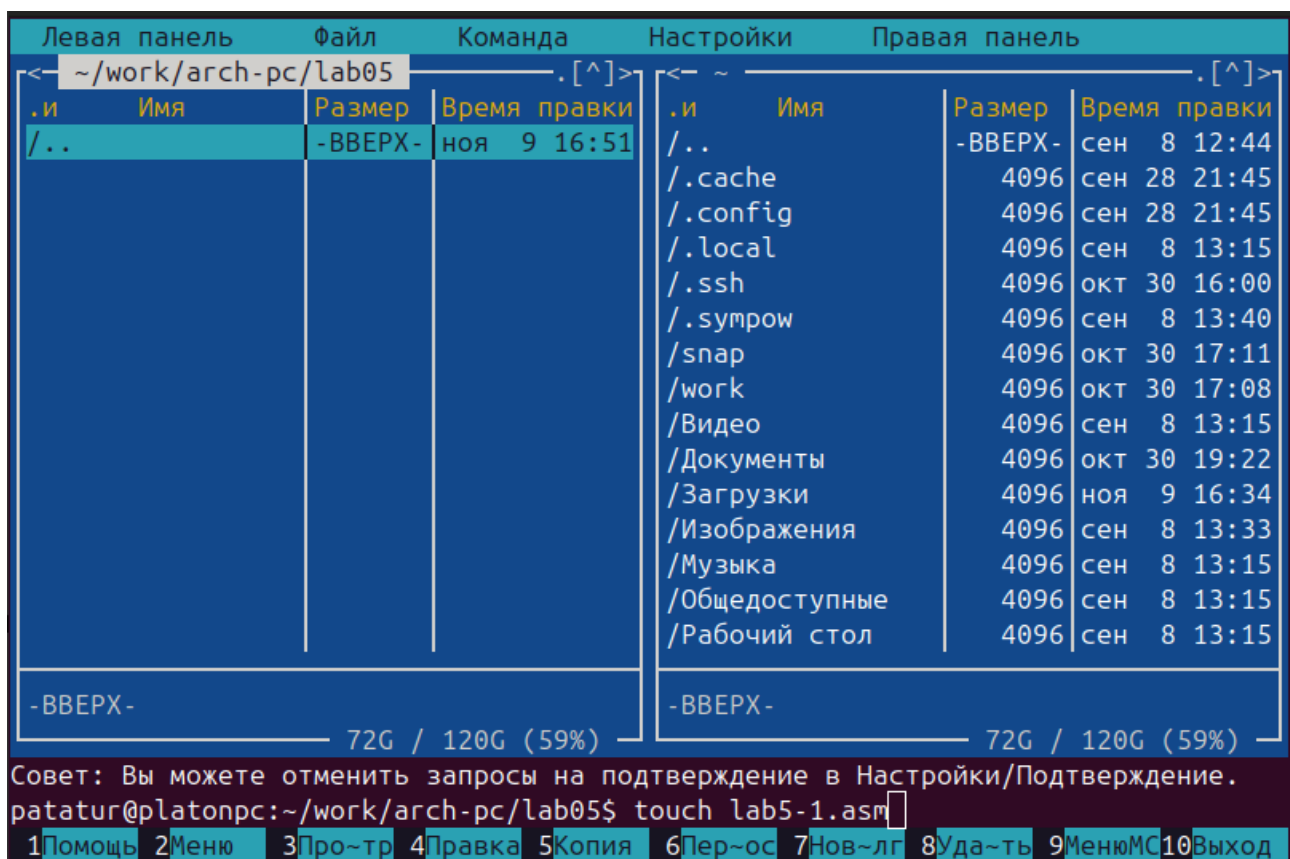 Левая панель Файл Команда Настройки Правая панель
<─ ~/work/arch-pc/lab05 ─.[^]>
.и Имя Размер Время правки
/.. -ВВЕРХ- ноя 9 16:51
-ВВЕРХ-
72G / 120G (59%)
<─ ~ ─.[^]>
.и Имя Размер Время правки
/.. -ВВЕРХ- сен 8 12:44
/.cache 4096 сен 28 21:45
/.config 4096 сен 28 21:45
/.local 4096 сен 8 13:15
/.ssh 4096 окт 30 16:00
/.sympow 4096 сен 8 13:40
/snap 4096 окт 30 17:11
/work 4096 окт 30 17:08
/Видео 4096 сен 8 13:15
/Документы 4096 окт 30 19:22
/Загрузки 4096 ноя 9 16:34
/Изображения 4096 сен 8 13:33
/Музыка 4096 сен 8 13:15
/Общедоступные 4096 сен 8 13:15
/Рабочий стол 4096 сен 8 13:15
-ВВЕРХ-
72G / 120G (59%)
Совет: Вы можете отменить запросы на подтверждение в Настройки/Подтверждение.
patatur@platonpc:~/work/arch-pc/lab05$ touch lab5-1.asm
1Помощь 2Меню 3Про~тр 4Правка 5Копия 6Пер~ос 7Нов~лг 8Уда~ть 9МенюМС 10Выход